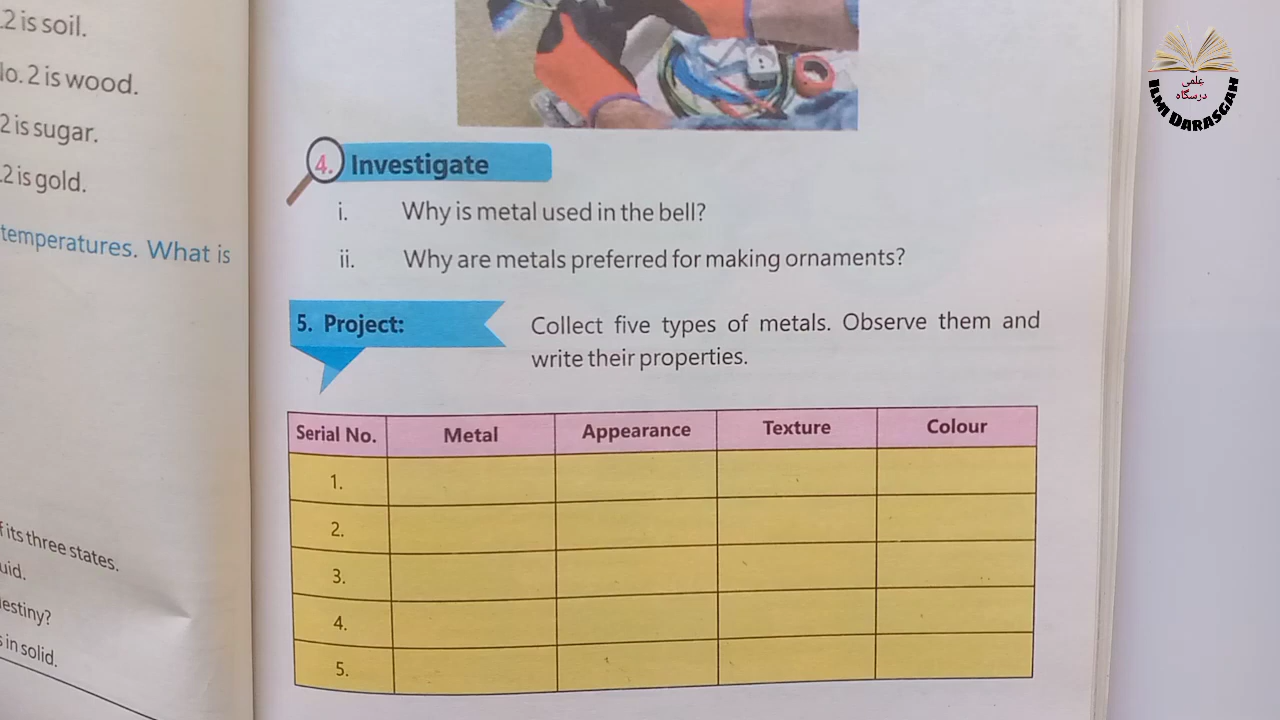 .2 is soil.
lo. 2 is wood.
2 is sugar.
.2 is gold.
temperatures. What is
its three states.
uid.
estiny?
in solid.
4. Investigate
i. Why is metal used in the bell?
ii. Why are metals preferred for making ornaments?
5. Project: Collect five types of metals. Observe them and
write their properties.
Serial No. Metal Appearance Texture Colour
1.
2.
3.
4.
5.
علمی
درسگاہ
ILMI DARASGAH